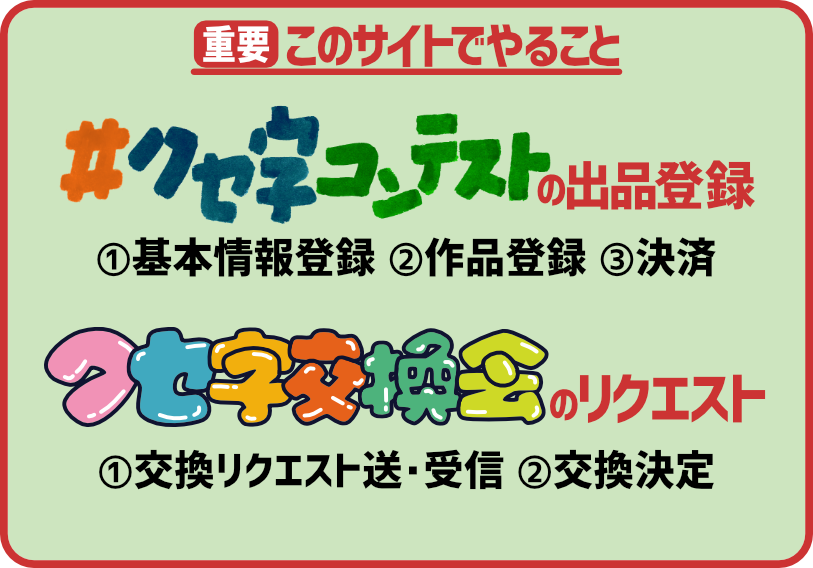 重要 このサイトでやること
#クセ字コンテストの出品登録
①基本情報登録 ②作品登録 ③決済
クセ字交換会のリクエスト
①交換リクエスト送・受信 ②交換決定